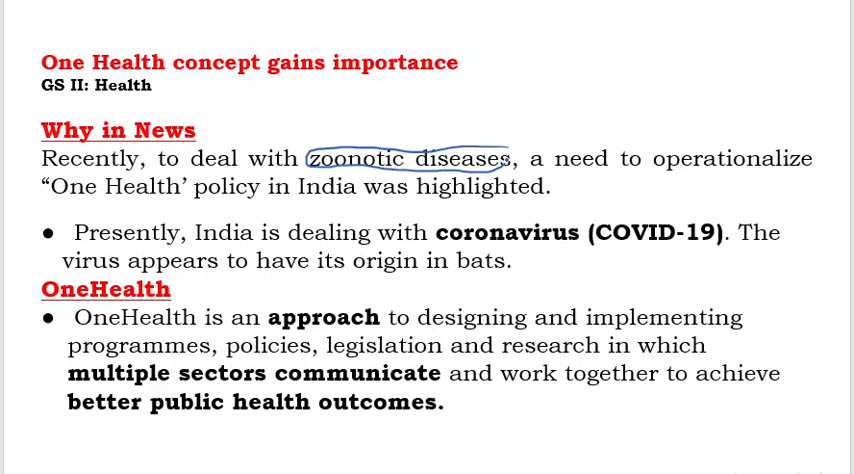 One Health concept gains importance
GS II: Health
Why in News
Recently, to deal with zoonotic diseases, a need to operationalize
“One Health’ policy in India was highlighted.
● Presently, India is dealing with coronavirus (COVID-19). The
virus appears to have its origin in bats.
OneHealth
● OneHealth is an approach to designing and implementing
programmes, policies, legislation and research in which
multiple sectors communicate and work together to achieve
better public health outcomes.